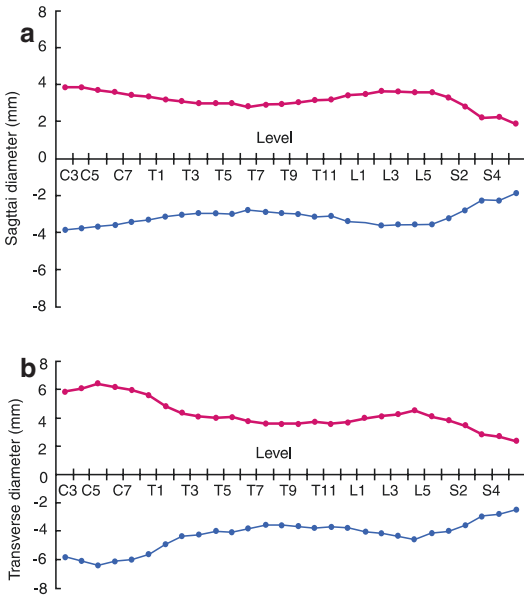 a
8
6
4
2
0
-2
-4
-6
-8
Sagttai diameter (mm)
Level
C3 C5 C7 T1 T3 T5 T7 T9 T11 L1 L3 L5 S2 S4
b
8
6
4
2
0
-2
-4
-6
-8
Transverse diameter (mm)
Level
C3 C5 C7 T1 T3 T5 T7 T9 T11 L1 L3 L5 S2 S4